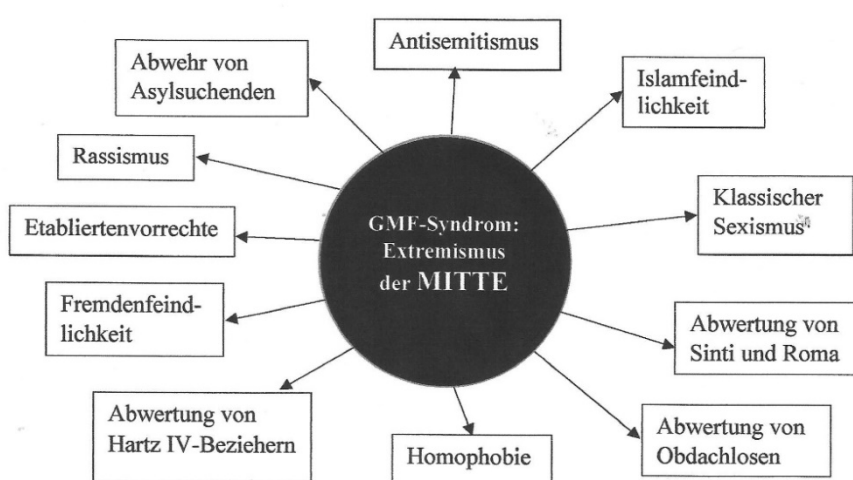 Antisemitismus
Abwehr von
Asylsuchenden
Islamfeind-
lichkeit
Rassismus
Klassischer
Sexismus
Etabliertenvorrechte
GMF-Syndrom:
Extremismus
der MITTE
Fremdenfeind-
lichkeit
Abwertung von
Sinti und Roma
Abwertung von
Hartz IV-Beziehern
Homophobie
Abwertung von
Obdachlosen